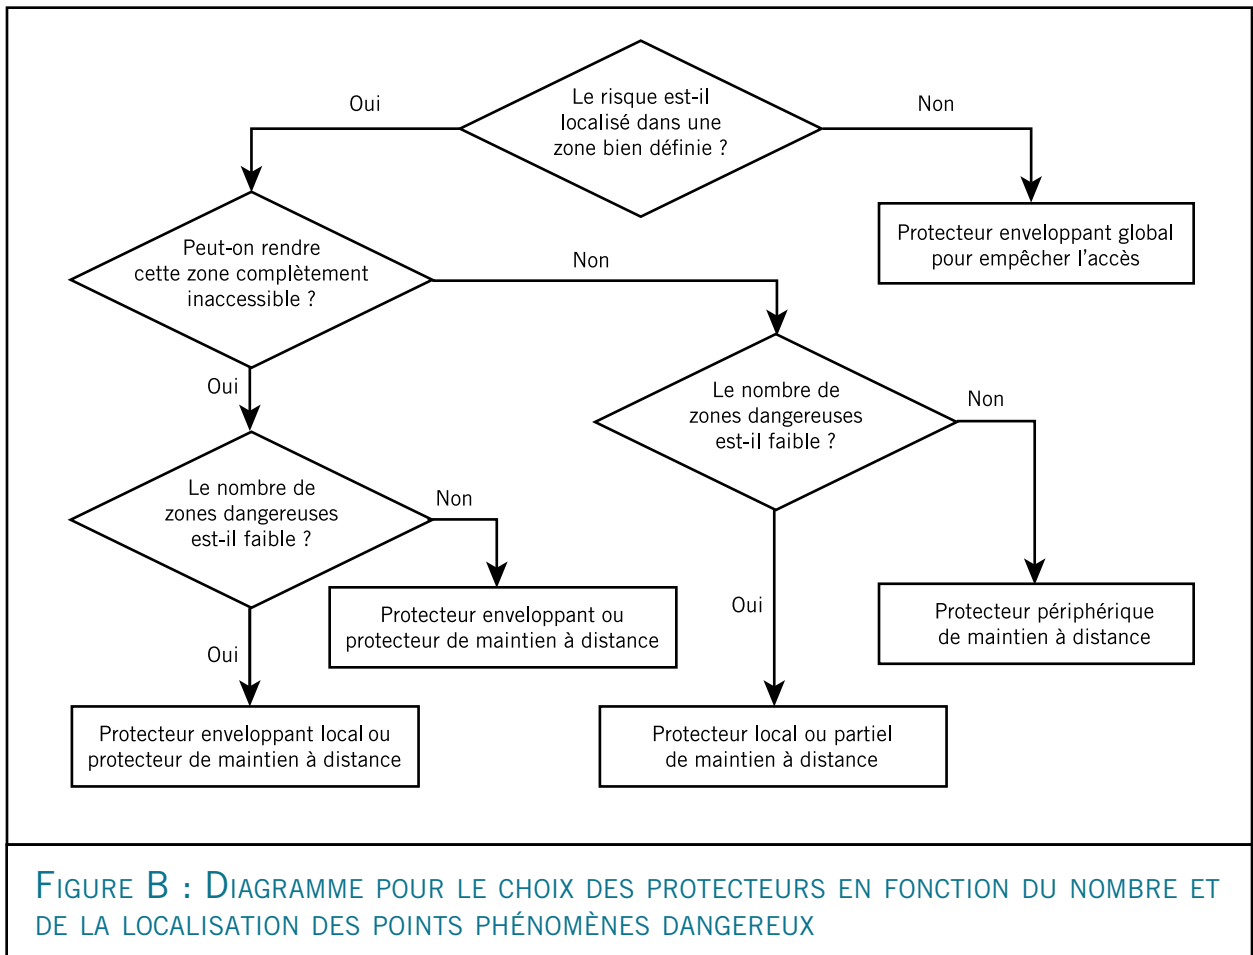 Oui
Le risque est-il
localisé dans une
zone bien définie ?
Non
Peut-on rendre
cette zone complètement
inaccessible ?
Non
Protecteur enveloppant global
pour empêcher l'accès
Oui
Le nombre de
zones dangereuses
est-il faible ?
Non
Le nombre de
zones dangereuses
est-il faible ?
Non
Oui
Protecteur enveloppant ou
protecteur de maintien à distance
Oui
Protecteur périphérique
de maintien à distance
Protecteur enveloppant local ou
protecteur de maintien à distance
Protecteur local ou partiel
de maintien à distance
FIGURE B : DIAGRAMME POUR LE CHOIX DES PROTECTEURS EN FONCTION DU NOMBRE ET
DE LA LOCALISATION DES POINTS PHÉNOMÈNES DANGEREUX